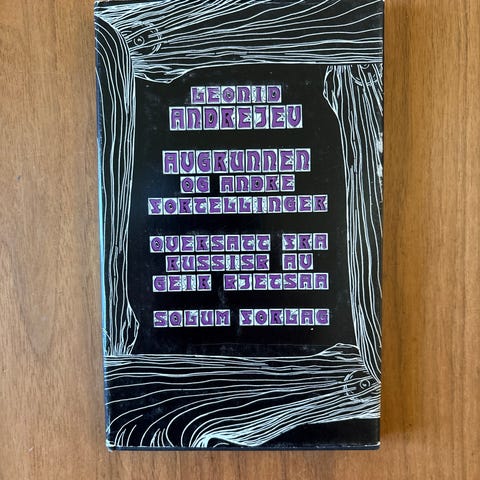 LEONID
ANDREJEV
AVGRUNNEN
OG ANDRE
FORTELLINGER
OVERSATT FRA
RUSSISK AV
GEIR KJETSAA
SOLUM FORLAG